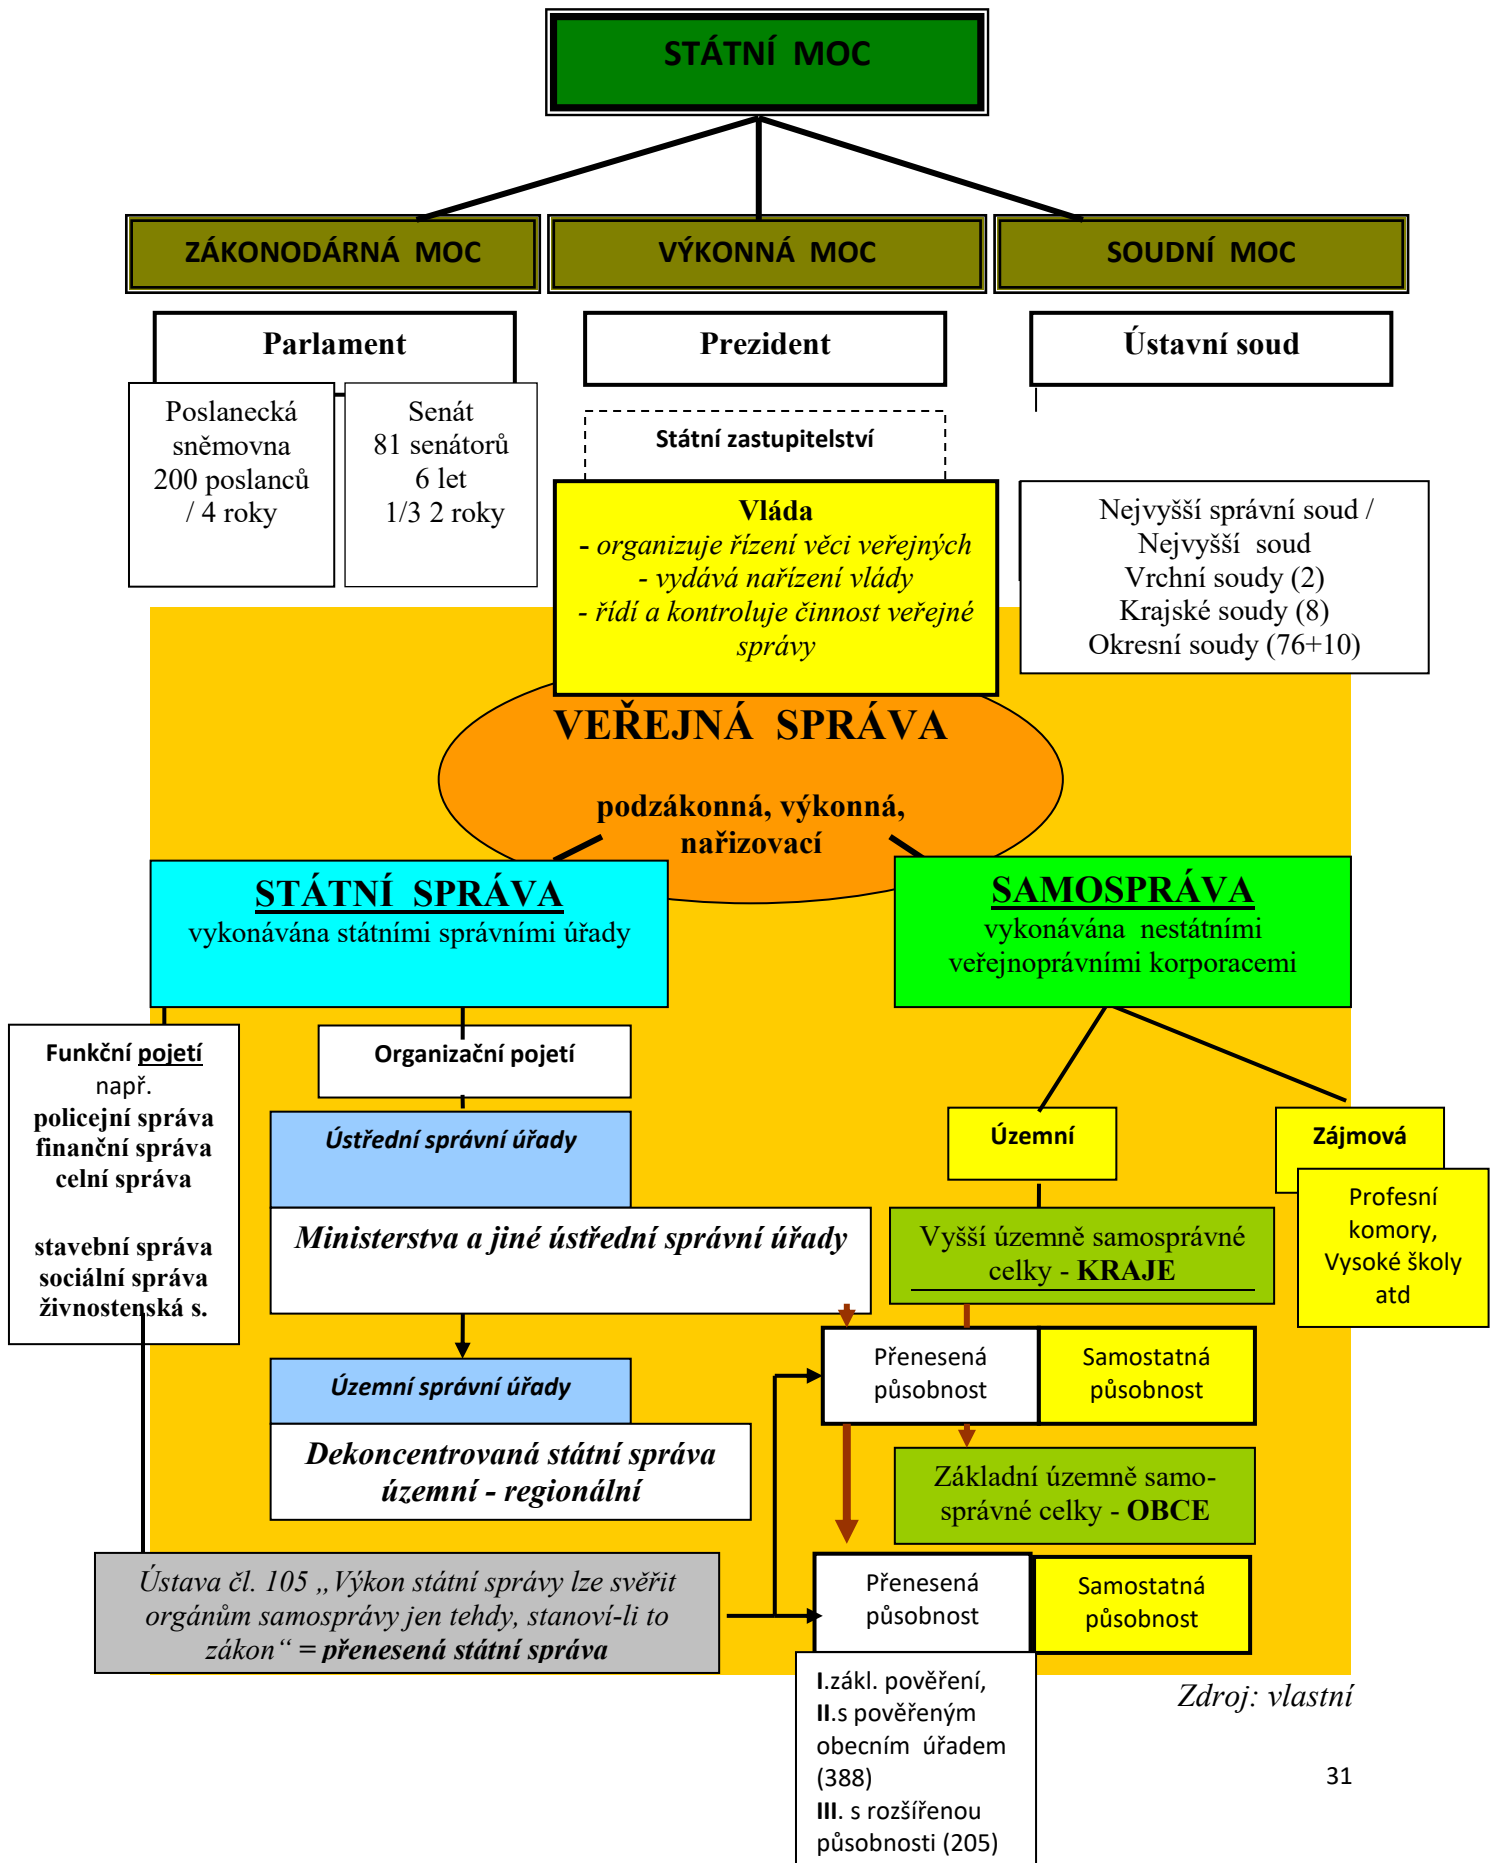 STÁTNÍ MOC
ZÁKONODÁRNÁ MOC
VÝKONNÁ MOC
SOUDNÍ MOC
Parlament
Prezident
Ústavní soud
Poslanecká
sněmovna
200 poslanců
/ 4 roky
Senát
81 senátorů
6 let
1/3 2 roky
Státní zastupitelství
Vláda
- organizuje řízení věci veřejných
- vydává nařízení vlády
- řídí a kontroluje činnost veřejné
správy
Nejvyšší správní soud /
Nejvyšší soud
Vrchní soudy (2)
Krajské soudy (8)
Okresní soudy (76+10)
VEŘEJNÁ SPRÁVA
podzákonná, výkonná,
nařizovací
STÁTNÍ SPRÁVA
vykonávána státními správními úřady
SAMOSPRÁVA
vykonávána nestátními
veřejnoprávními korporacemi
Funkční pojetí
např.
policejní správa
finanční správa
celní správa
stavební správa
sociální správa
živnostenská s.
Organizační pojetí
Ústřední správní úřady
Ministerstva a jiné ústřední správní úřady
Územní správní úřady
Dekoncentrovaná státní správa
územní - regionální
Územní
Zájmová
Profesní
komory,
Vysoké školy
atd
Vyšší územně samosprávné
celky - KRAJE
Přenesená
působnost
Samostatná
působnost
Základní územně samo-
správné celky - OBCE
Přenesená
působnost
Samostatná
působnost
Ústava čl. 105 „Výkon státní správy lze svěřit
orgánům samosprávy jen tehdy, stanoví-li to
zákon“ = přenesená státní správa
I.zákl. pověření,
II.s pověřeným
obecním úřadem
(388)
III. s rozšířenou
působnosti (205)
Zdroj: vlastní
31